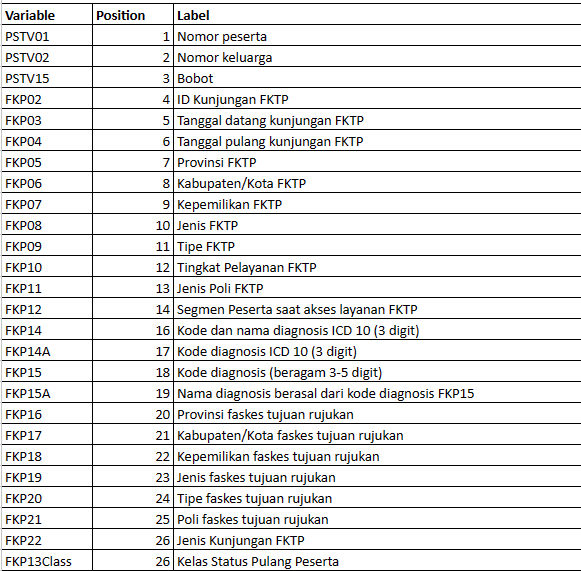 Variable Position Label
PSTV01 1 Nomor peserta
PSTV02 2 Nomor keluarga
PSTV15 3 Bobot
FKP02 4 ID Kunjungan FKTP
FKP03 5 Tanggal datang kunjungan FKTP
FKP04 6 Tanggal pulang kunjungan FKTP
FKP05 7 Provinsi FKTP
FKP06 8 Kabupaten/Kota FKTP
FKP07 9 Kepemilikan FKTP
FKP08 10 Jenis FKTP
FKP09 11 Tipe FKTP
FKP10 12 Tingkat Pelayanan FKTP
FKP11 13 Jenis Poli FKTP
FKP12 14 Segmen Peserta saat akses layanan FKTP
FKP14 16 Kode dan nama diagnosis ICD 10 (3 digit)
FKP14A 17 Kode diagnosis ICD 10 (3 digit)
FKP15 18 Kode diagnosis (beragam 3-5 digit)
FKP15A 19 Nama diagnosis berasal dari kode diagnosis FKP15
FKP16 20 Provinsi faskes tujuan rujukan
FKP17 21 Kabupaten/Kota faskes tujuan rujukan
FKP18 22 Kepemilikan faskes tujuan rujukan
FKP19 23 Jenis faskes tujuan rujukan
FKP20 24 Tipe faskes tujuan rujukan
FKP21 25 Poli faskes tujuan rujukan
FKP22 26 Jenis Kunjungan FKTP
FKP13Class 26 Kelas Status Pulang Peserta